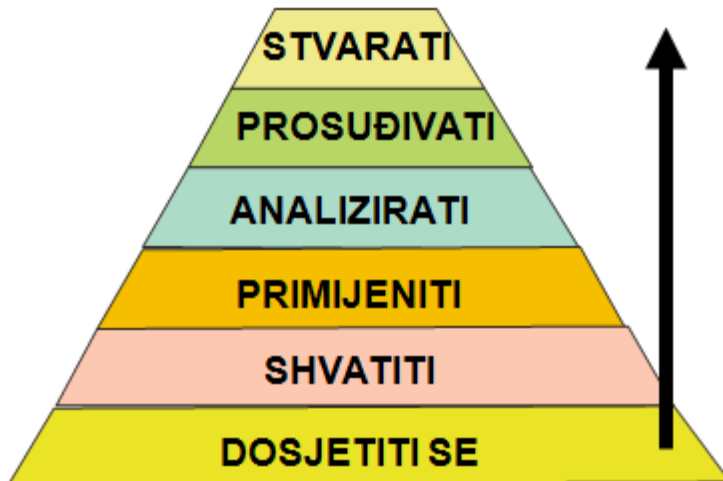 STVARATI
PROSUĐIVATI
ANALIZIRATI
PRIMIJENITI
SHVATITI
DOSJETITI SE